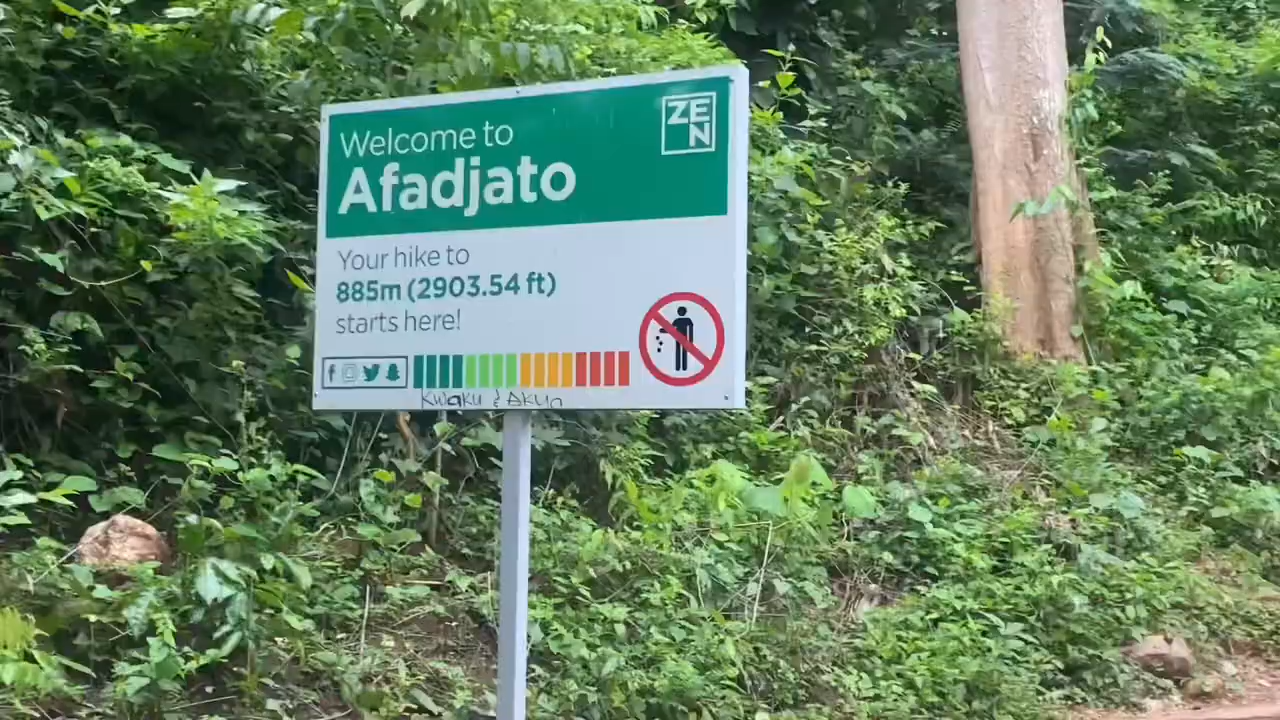 Welcome to
Afadjato
ZE
N
Your hike to
885m (2903.54 ft)
starts here!
Kwaku & Akua